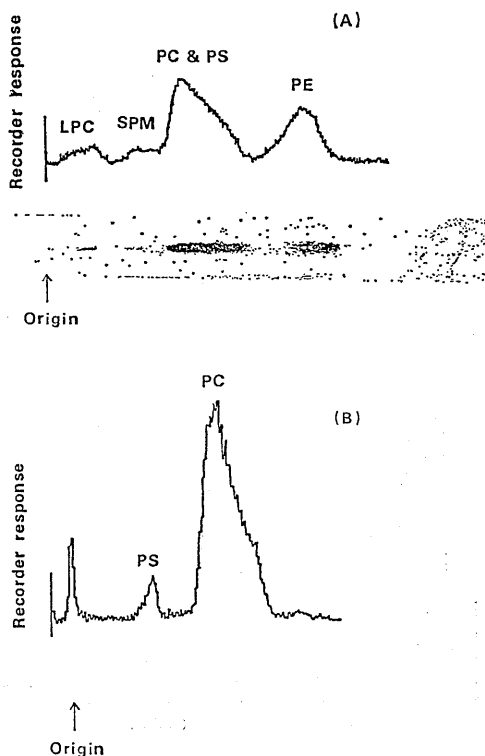 (A)
PC & PS
PE
LPC
SPM
Recorder response
Origin
PC
(B)
PS
Recorder response
Origin